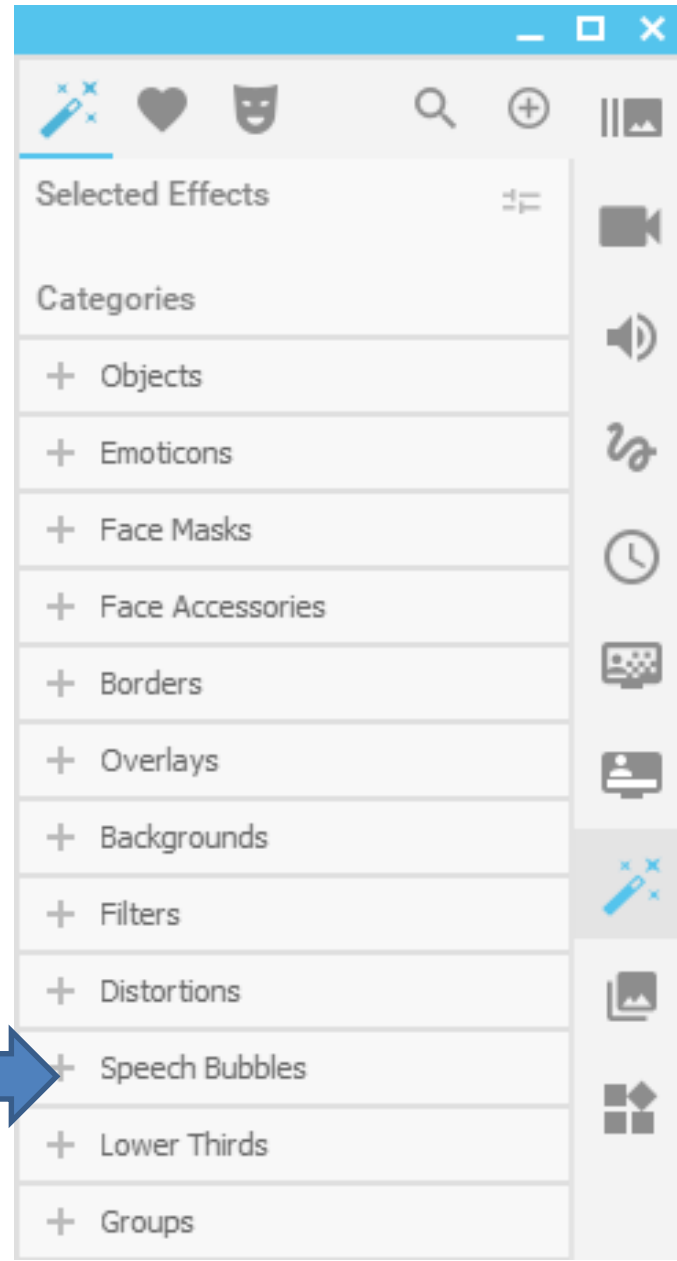 Selected Effects
Categories
Objects
Emoticons
Face Masks
Face Accessories
Borders
Overlays
Backgrounds
Filters
Distortions
Speech Bubbles
Lower Thirds
Groups